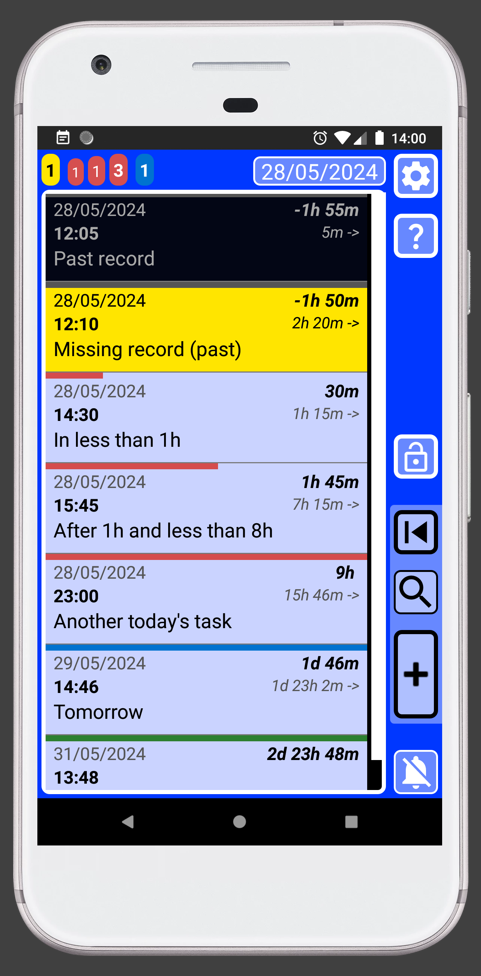 14:00
1 1 1 3 1 28/05/2024
28/05/2024 -1h 55m
12:05 5m ->
Past record
28/05/2024 -1h 50m
12:10 2h 20m ->
Missing record (past)
28/05/2024 30m
14:30 1h 15m ->
In less than 1h
28/05/2024 1h 45m
15:45 7h 15m ->
After 1h and less than 8h
28/05/2024 9h
23:00 15h 46m ->
Another today's task
29/05/2024 1d 46m
14:46 1d 23h 2m ->
Tomorrow
31/05/2024 2d 23h 48m
13:48
?
+